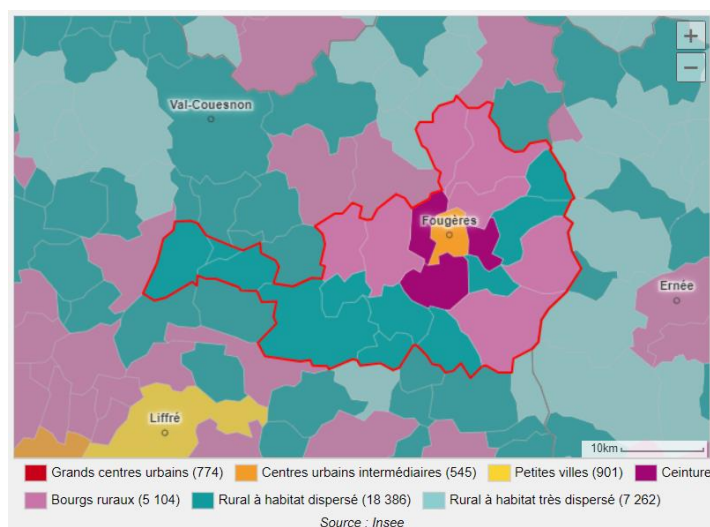 +
−
Val-Couesnon
Fougères
Ernée
Liffré
10km
Grands centres urbains (774) Centres urbains intermédiaires (545) Petites villes (901) Ceinture
Bourgs ruraux (5 104) Rural à habitat dispersé (18 386) Rural à habitat très dispersé (7 262)
Source : Insee